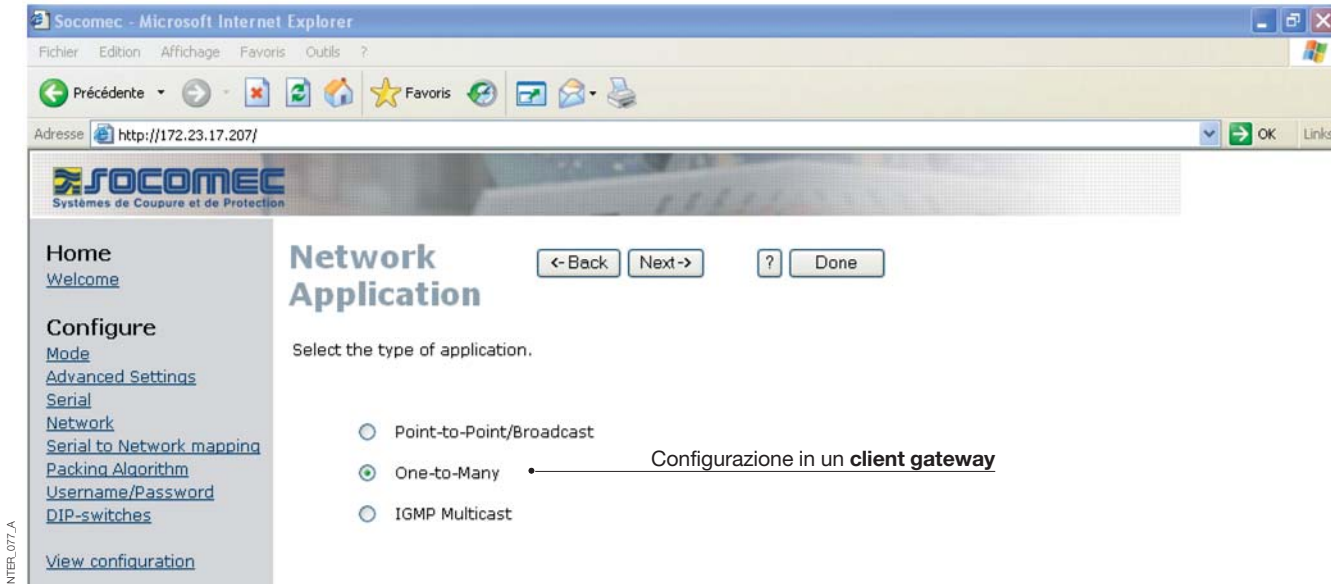 Socomec - Microsoft Internet Explorer
Fichier Edition Affichage Favoris Outils ?
Précédente Favoris
Adresse http://172.23.17.207/ OK Links
SOCOMEC
Systèmes de Coupure et de Protection
Home
Welcome
Configure
Mode
Advanced Settings
Serial
Network
Serial to Network mapping
Packing Algorithm
Username/Password
DIP-switches
View configuration
Network
Application
<-Back Next-> ? Done
Select the type of application.
Point-to-Point/Broadcast
One-to-Many
Configurazione in un client gateway
IGMP Multicast
NTER_077_A